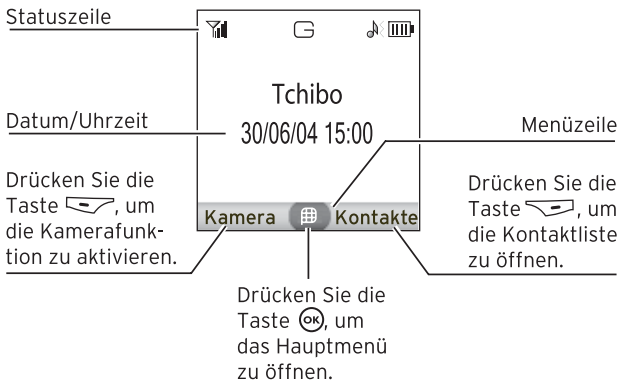 Statuszeile
Tchibo
Datum/Uhrzeit
30/06/04 15:00
Menüzeile
Drücken Sie die
Taste , um
die Kamerafunk-
tion zu aktivieren.
Kamera
Kontakte
Drücken Sie die
Taste , um
die Kontaktliste
zu öffnen.
Drücken Sie die
Taste OK, um
das Hauptmenü
zu öffnen.